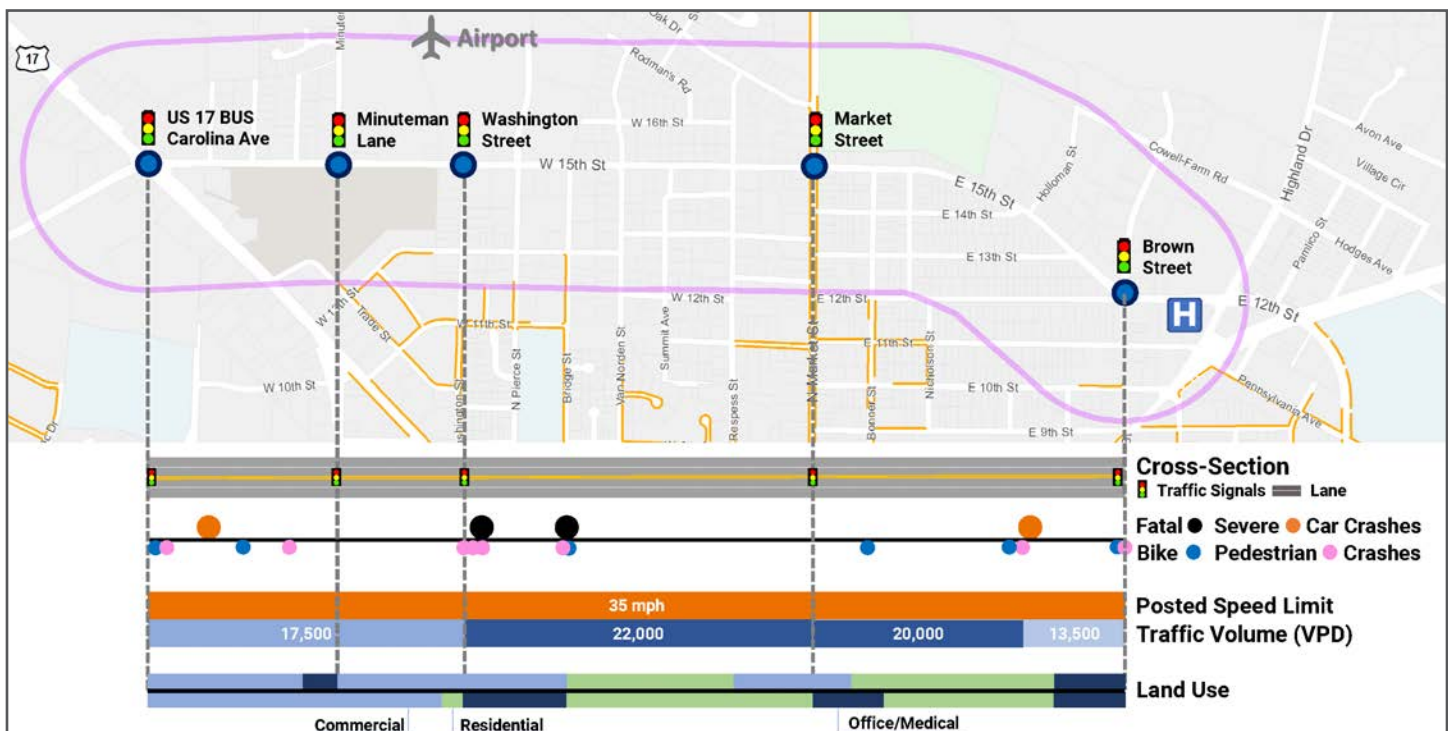 Airport
17
Minuter
Oak Dr
Rodman's Rd
US 17 BUS
Carolina Ave
Minuteman
Lane
Washington
Street
W 16th St
Market
Street
Avon Ave
Highland Dr
Cowell-Farm Rd
Village Cir
W 15th St
E 15th St
Holloman St
E 14th St
Pamlico St
Hodges Ave
E 13th St
Brown
Street
W 13th St
W 12th St
E 12th St
E 12th St
H
Trade St
W 11th St
E 11th St
Summit Ave
Van Norden St
N Market St
Nicholson St
N Pierce St
Bridge St
W 10th St
E 10th St
Pennsylvania Ave
ashington St
Respess St
Bonner St
E 9th St
Cross-Section
Traffic Signals Lane
Fatal Severe Car Crashes
Bike Pedestrian Crashes
35 mph
Posted Speed Limit
17,500 22,000 20,000 13,500
Traffic Volume (VPD)
Land Use
Commercial Residential Office/Medical